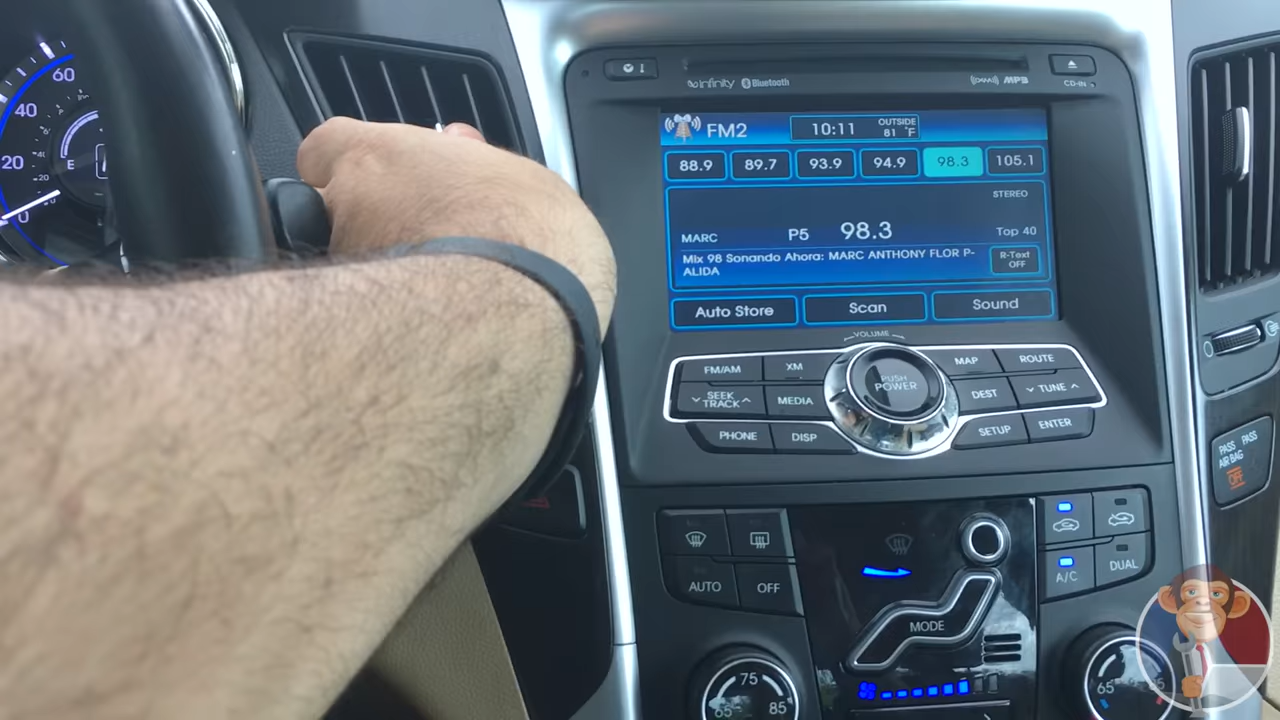 60
40
20
0
E
infinity Bluetooth
((XM)) MP3
CD-IN
FM2
10:11
OUTSIDE
81 °F
88.9
89.7
93.9
94.9
98.3
105.1
STEREO
MARC
P5
98.3
Top 40
Mix 98 Sonando Ahora: MARC ANTHONY FLOR P-
ALIDA
R-Text
OFF
Auto Store
Scan
Sound
VOLUME
FM/AM
XM
PUSH
POWER
MAP
ROUTE
SEEK
TRACK
MEDIA
DEST
TUNE
PHONE
DISP
SETUP
ENTER
PASS AIR BAG
OFF
AUTO
OFF
MODE
A/C
DUAL
65
75
85
65